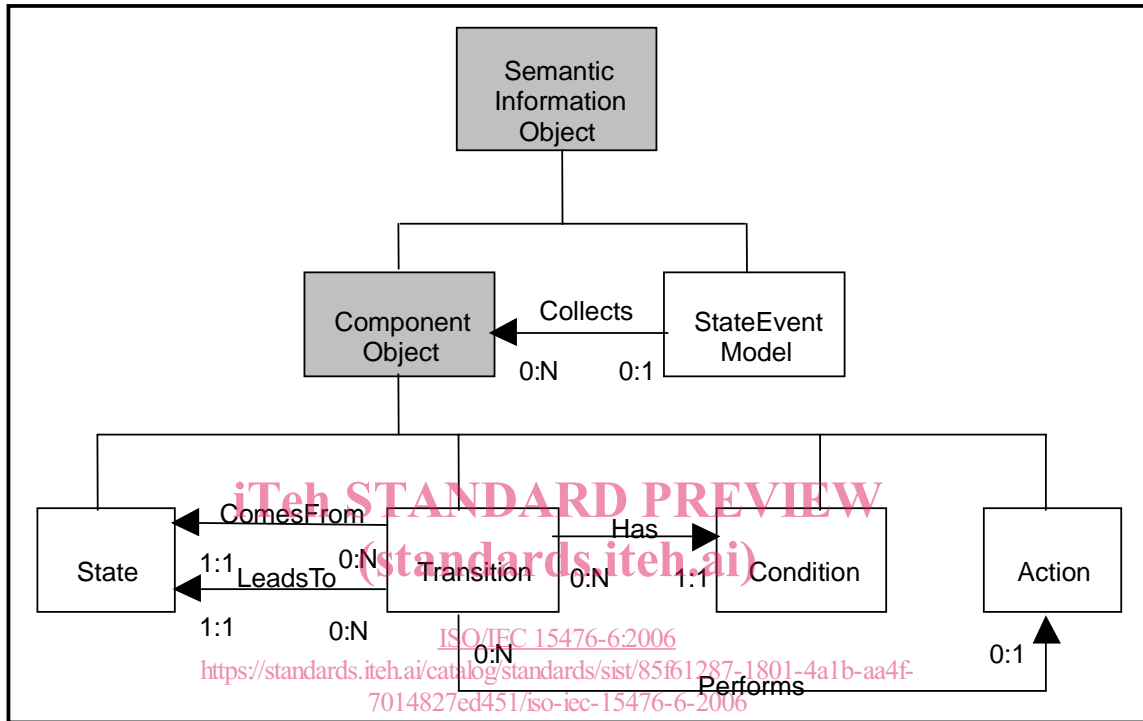 Semantic
Information
Object
Component
Object
Collects
StateEvent
Model
0:N
0:1
iTeh STANDARD PREVIEW
(standards.iteh.ai)
ComesFrom
1:1
0:N
Has
0:N
1:1
State
LeadsTo
Transition
Condition
Action
1:1
0:N
ISO/IEC 15476-6:2006
0:N
0:1
https://standards.iteh.ai/catalog/standards/sist/85f61287-1801-4a1b-aa4f-
Performs
7014827ed451/iso-iec-15476-6-2006